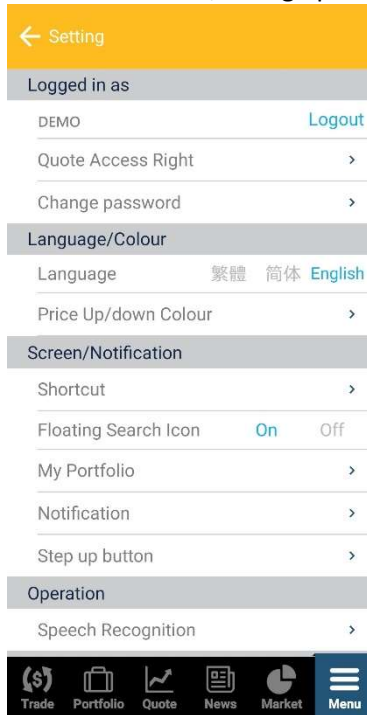 Setting
Logged in as
DEMO Logout
Quote Access Right
Change password
Language/Colour
Language 繁體 简体 English
Price Up/down Colour
Screen/Notification
Shortcut
Floating Search Icon On Off
My Portfolio
Notification
Step up button
Operation
Speech Recognition
Trade Portfolio Quote News Market Menu